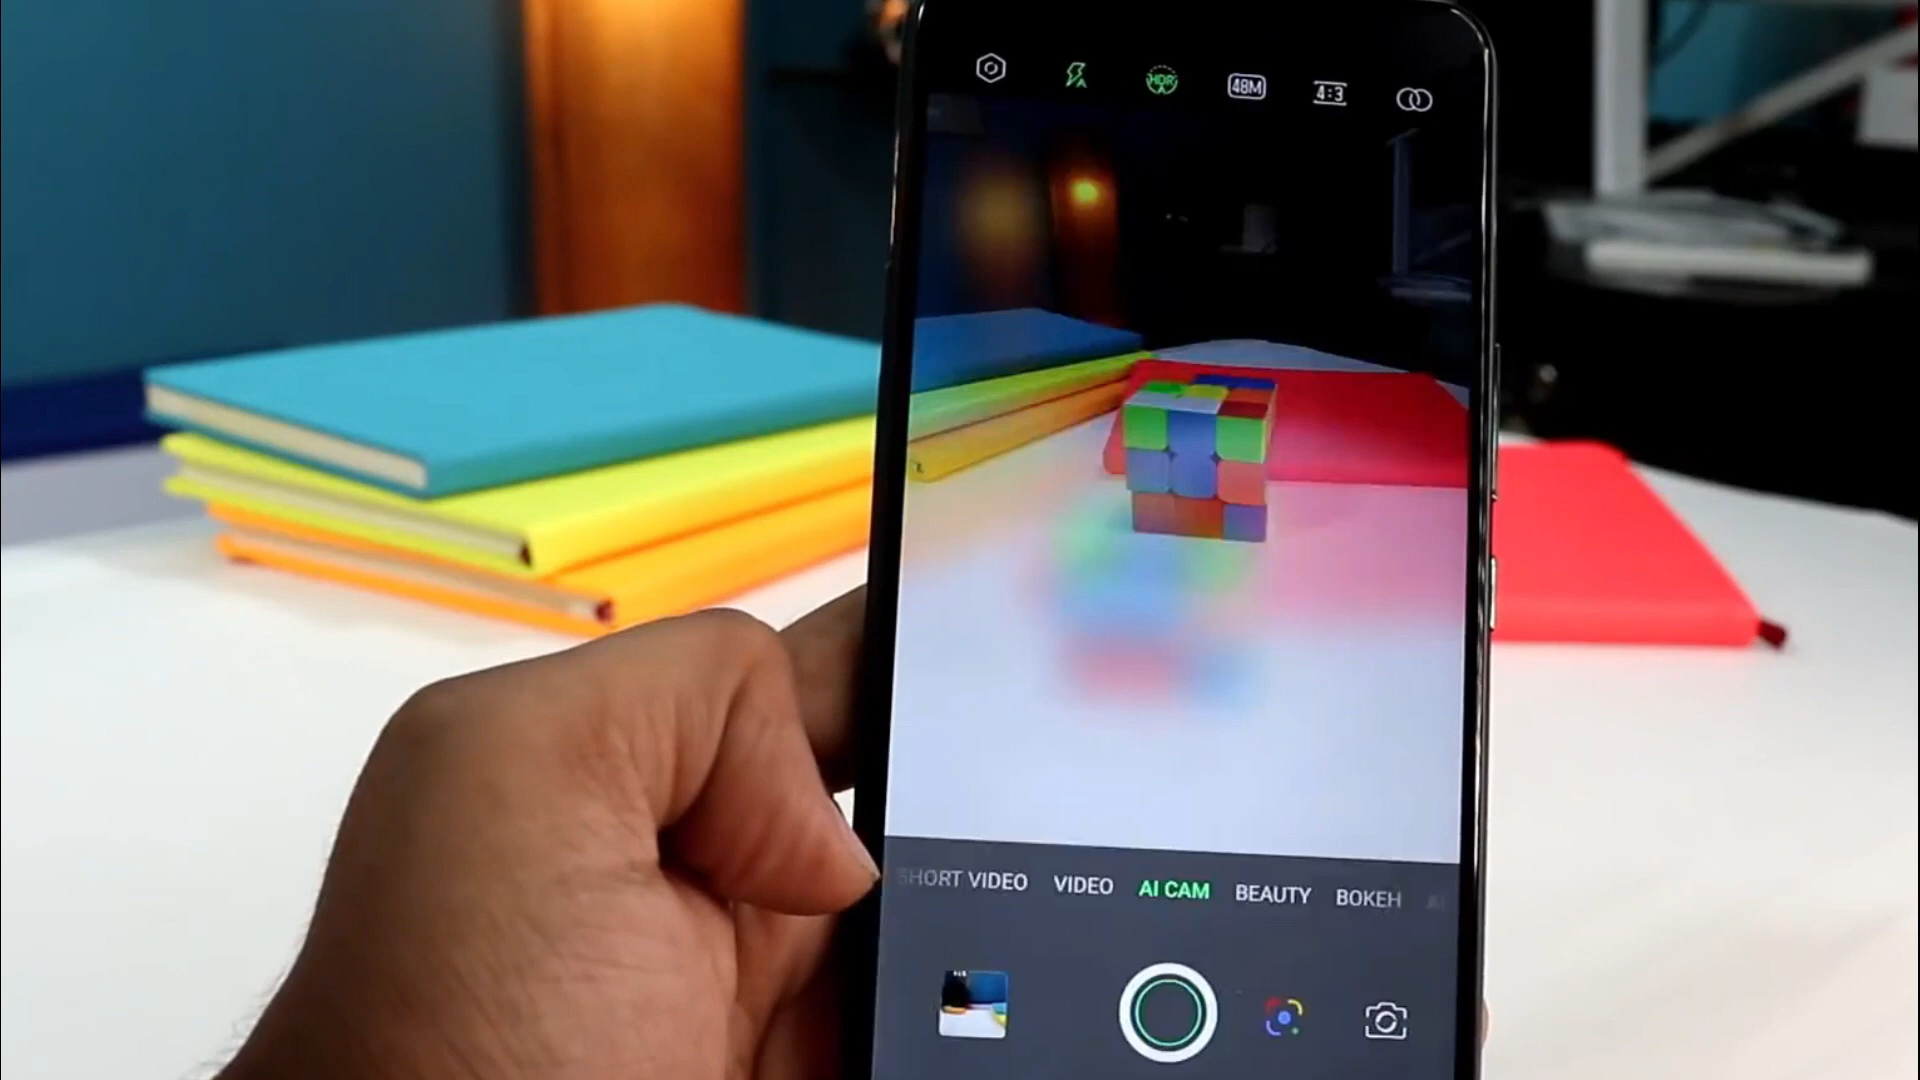 HDR
48M
4:3
SHORT VIDEO VIDEO AI CAM BEAUTY BOKEH